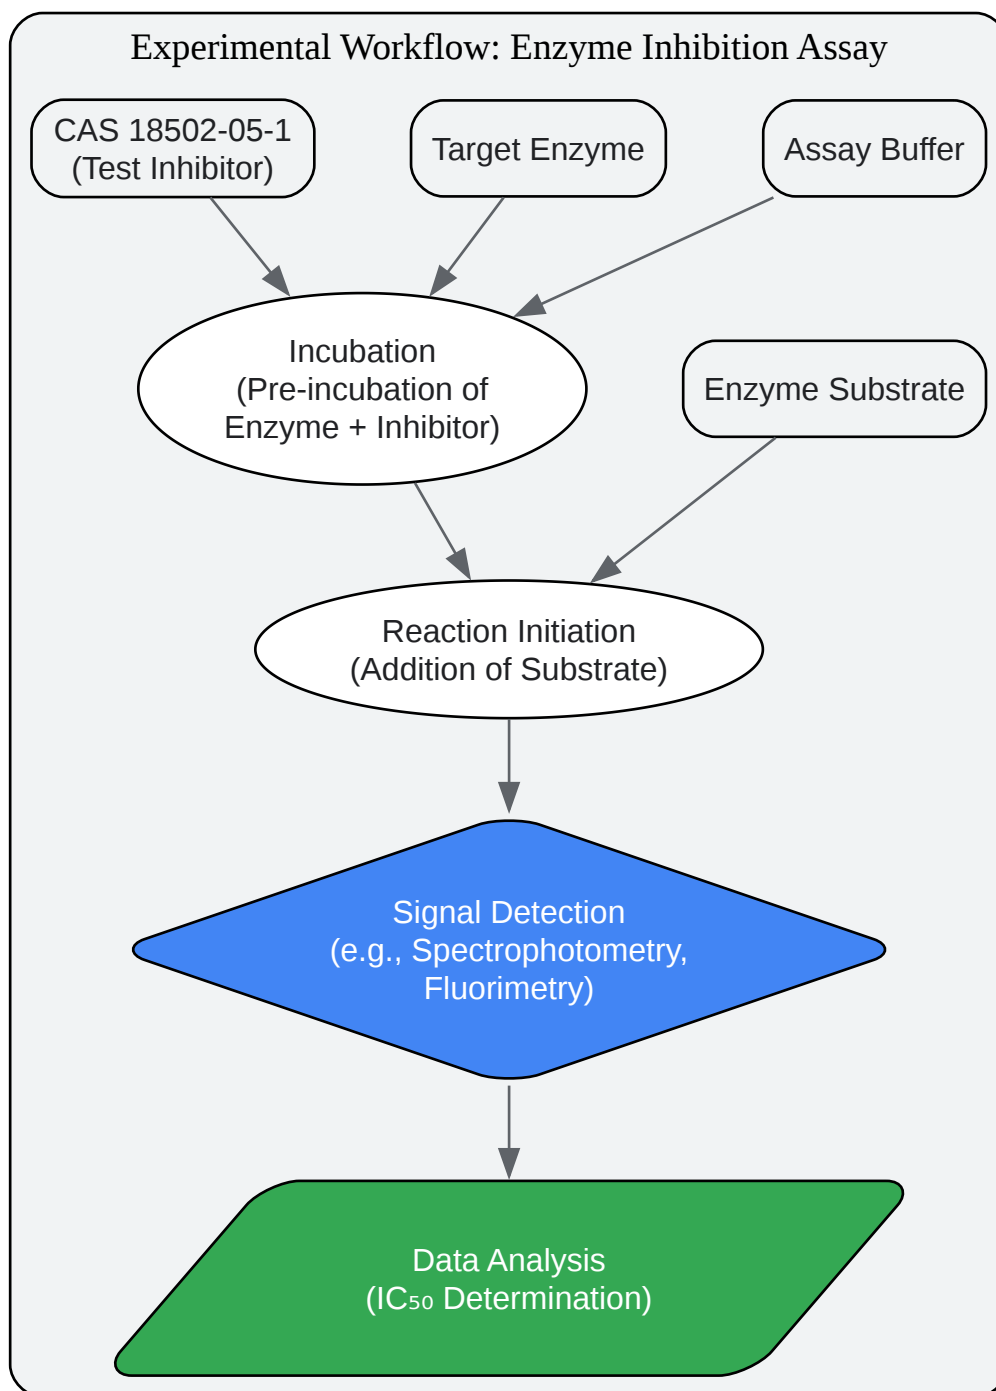 Experimental Workflow: Enzyme Inhibition Assay
CAS 18502-05-1
(Test Inhibitor)
Target Enzyme
Assay Buffer
Incubation
(Pre-incubation of
Enzyme + Inhibitor)
Enzyme Substrate
Reaction Initiation
(Addition of Substrate)
Signal Detection
(e.g., Spectrophotometry,
Fluorimetry)
Data Analysis
(IC₅₀ Determination)